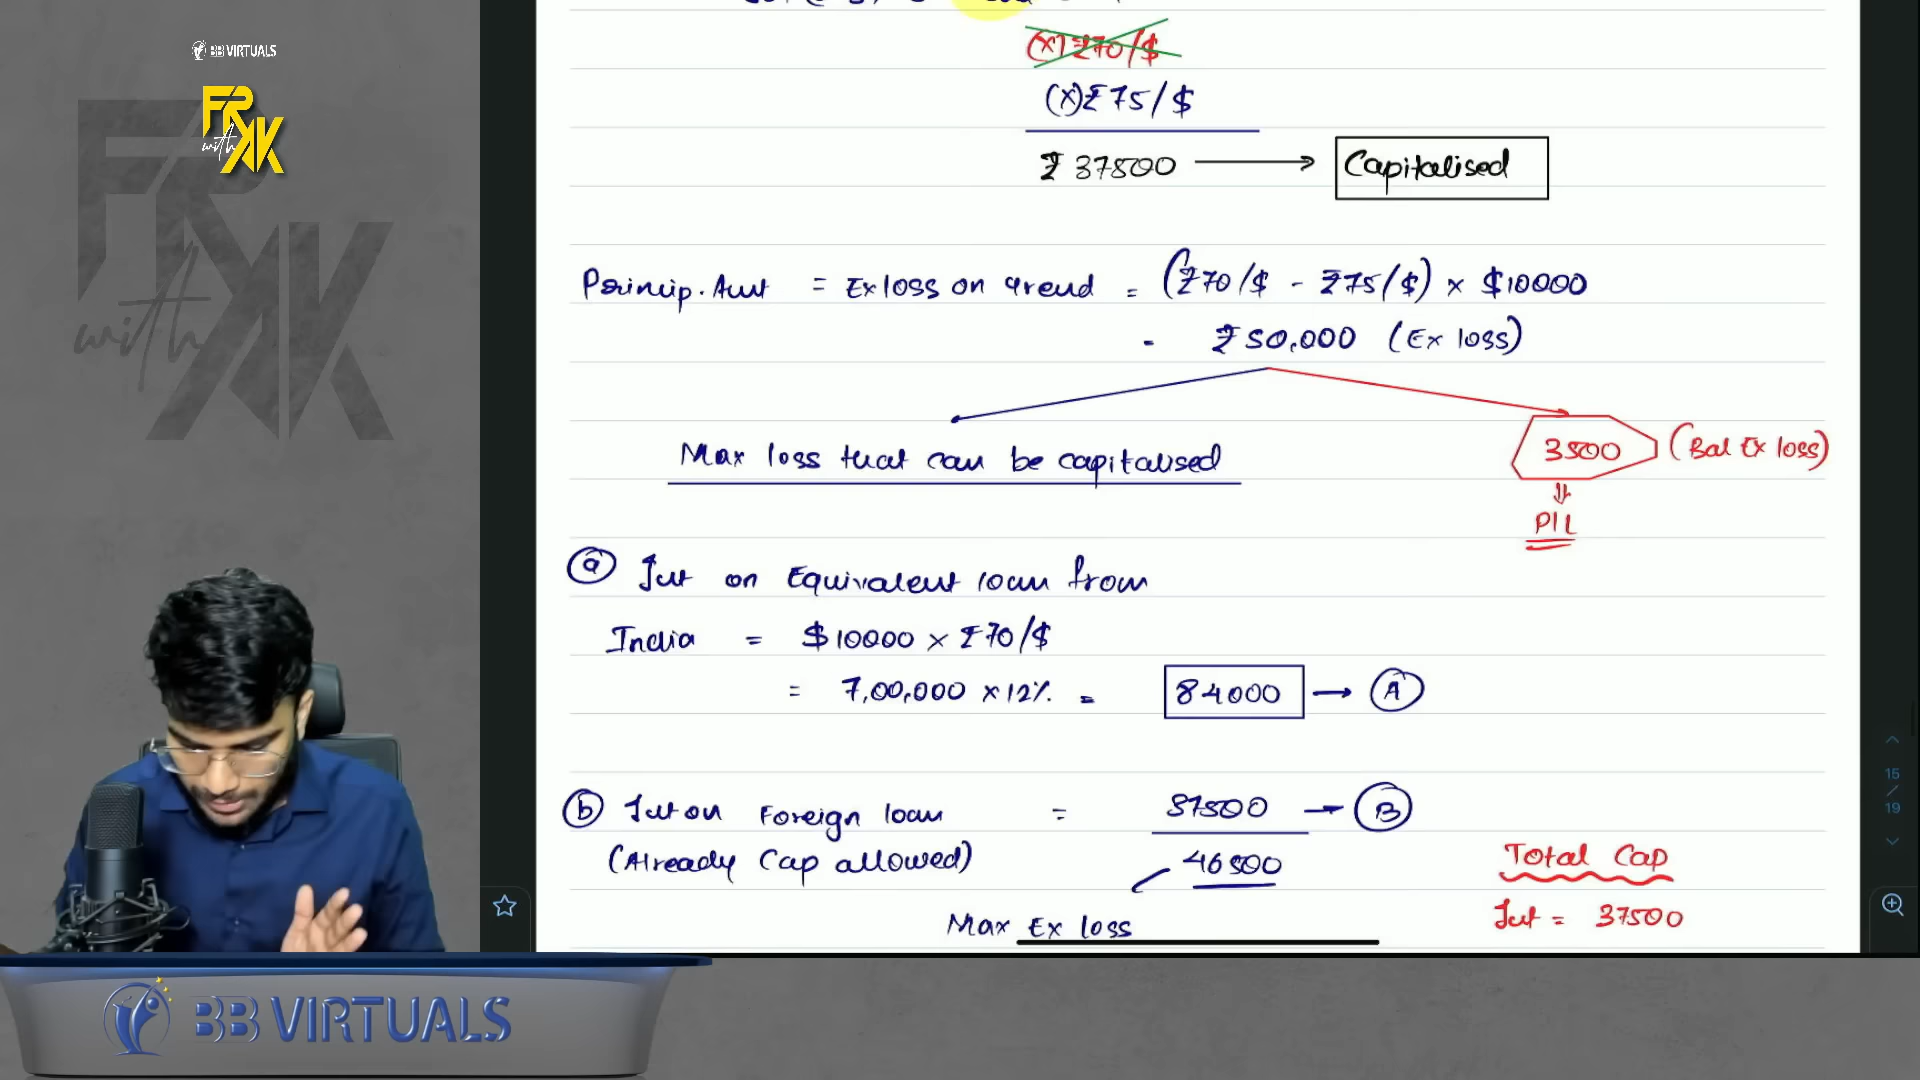 BB VIRTUALS
FR
with
KK
(x) ₹70/$
(x) ₹75/$
₹ 37500 → Capitalised
Princip. Amt = Ex loss on Trend = (₹70/$ - ₹75/$) × $10000
= ₹50,000 (Ex loss)
Max loss that can be capitalised
3500 (Bal Ex loss)
P/L
(a) Int on Equivalent loan from
India = $10000 × ₹70/$
= 7,00,000 × 12% = 84000 → (A)
(b) Int on Foreign loan = 37500 → (B)
(Already Cap allowed) 46500
Max Ex loss
Total Cap
Int = 37500
15
/
19
BB VIRTUALS